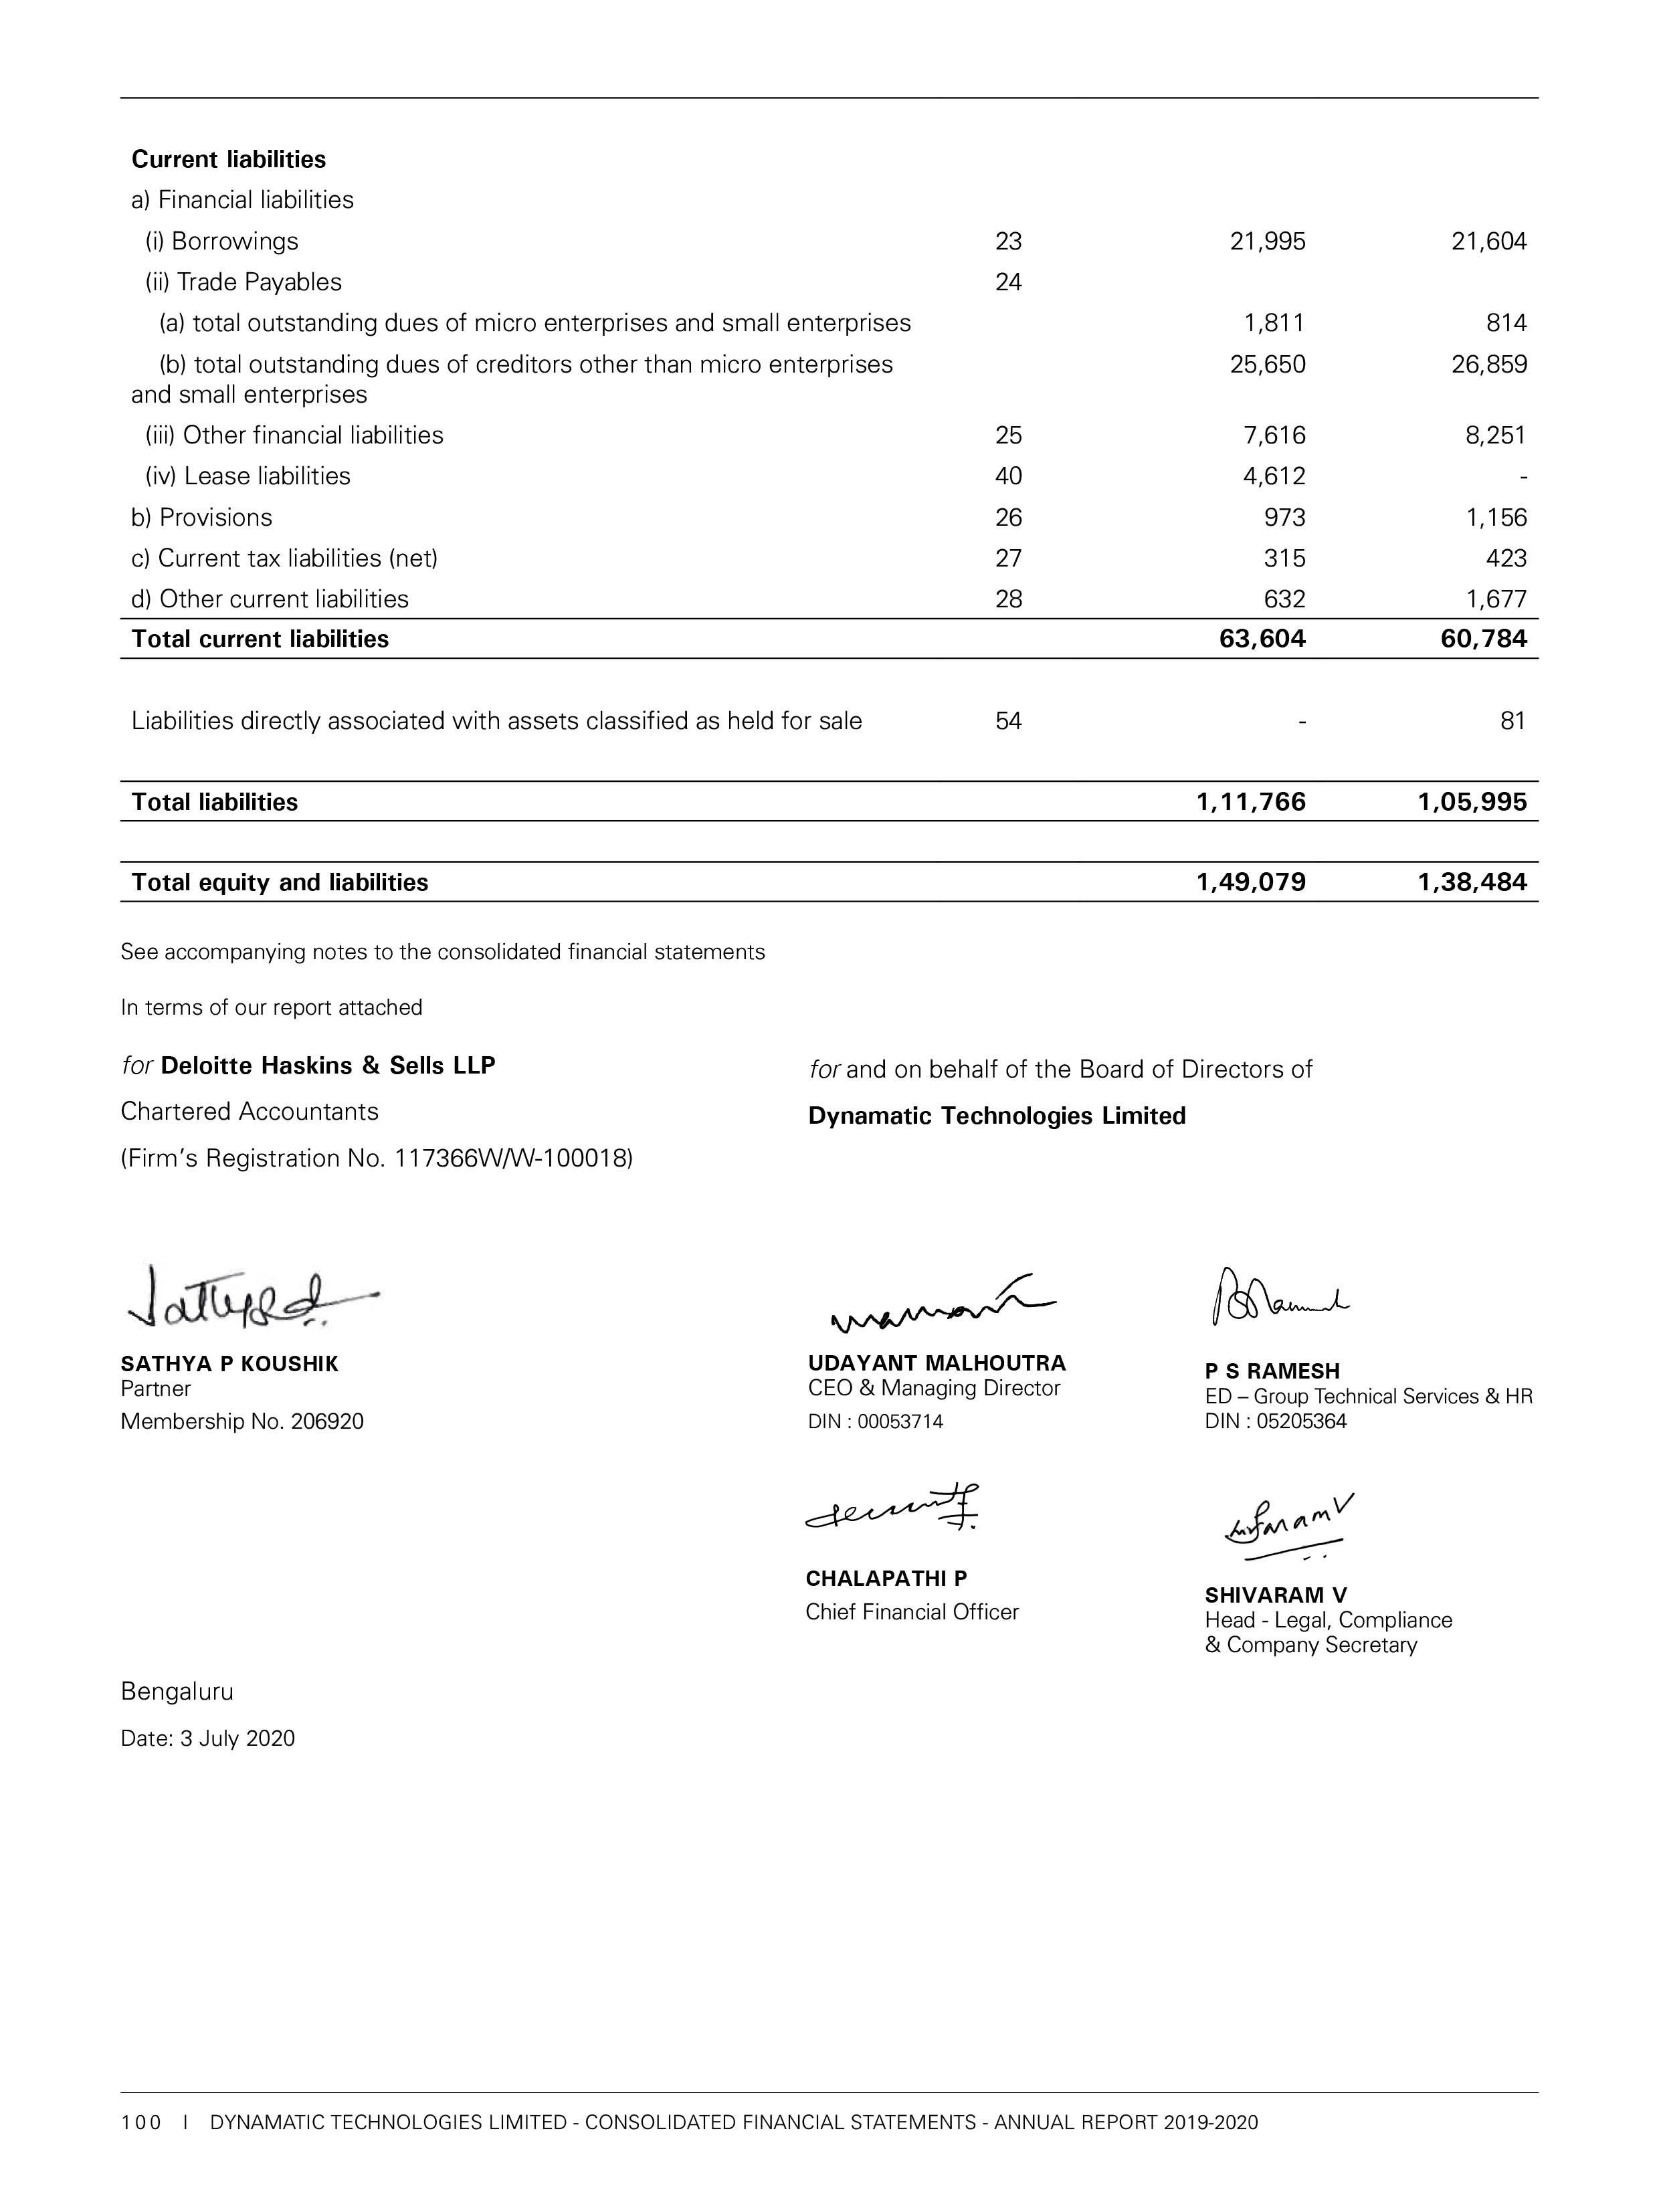 Current liabilities
a) Financial liabilities
(i) Borrowings 23 21,995 21,604
(ii) Trade Payables 24
(a) total outstanding dues of micro enterprises and small enterprises 1,811 814
(b) total outstanding dues of creditors other than micro enterprises 25,650 26,859
and small enterprises
(iii) Other financial liabilities 25 7,616 8,251
(iv) Lease liabilities 40 4,612 -
b) Provisions 26 973 1,156
c) Current tax liabilities (net) 27 315 423
d) Other current liabilities 28 632 1,677
Total current liabilities 63,604 60,784
Liabilities directly associated with assets classified as held for sale 54 - 81
Total liabilities 1,11,766 1,05,995
Total equity and liabilities 1,49,079 1,38,484
See accompanying notes to the consolidated financial statements
In terms of our report attached
for Deloitte Haskins & Sells LLP
Chartered Accountants
(Firm's Registration No. 117366W/W-100018)
for and on behalf of the Board of Directors of
Dynamatic Technologies Limited
SATHYA P KOUSHIK
Partner
Membership No. 206920
UDAYANT MALHOUTRA
CEO & Managing Director
DIN : 00053714
P S RAMESH
ED – Group Technical Services & HR
DIN : 05205364
CHALAPATHI P
Chief Financial Officer
SHIVARAM V
Head - Legal, Compliance
& Company Secretary
Bengaluru
Date: 3 July 2020
100 I DYNAMATIC TECHNOLOGIES LIMITED - CONSOLIDATED FINANCIAL STATEMENTS - ANNUAL REPORT 2019-2020